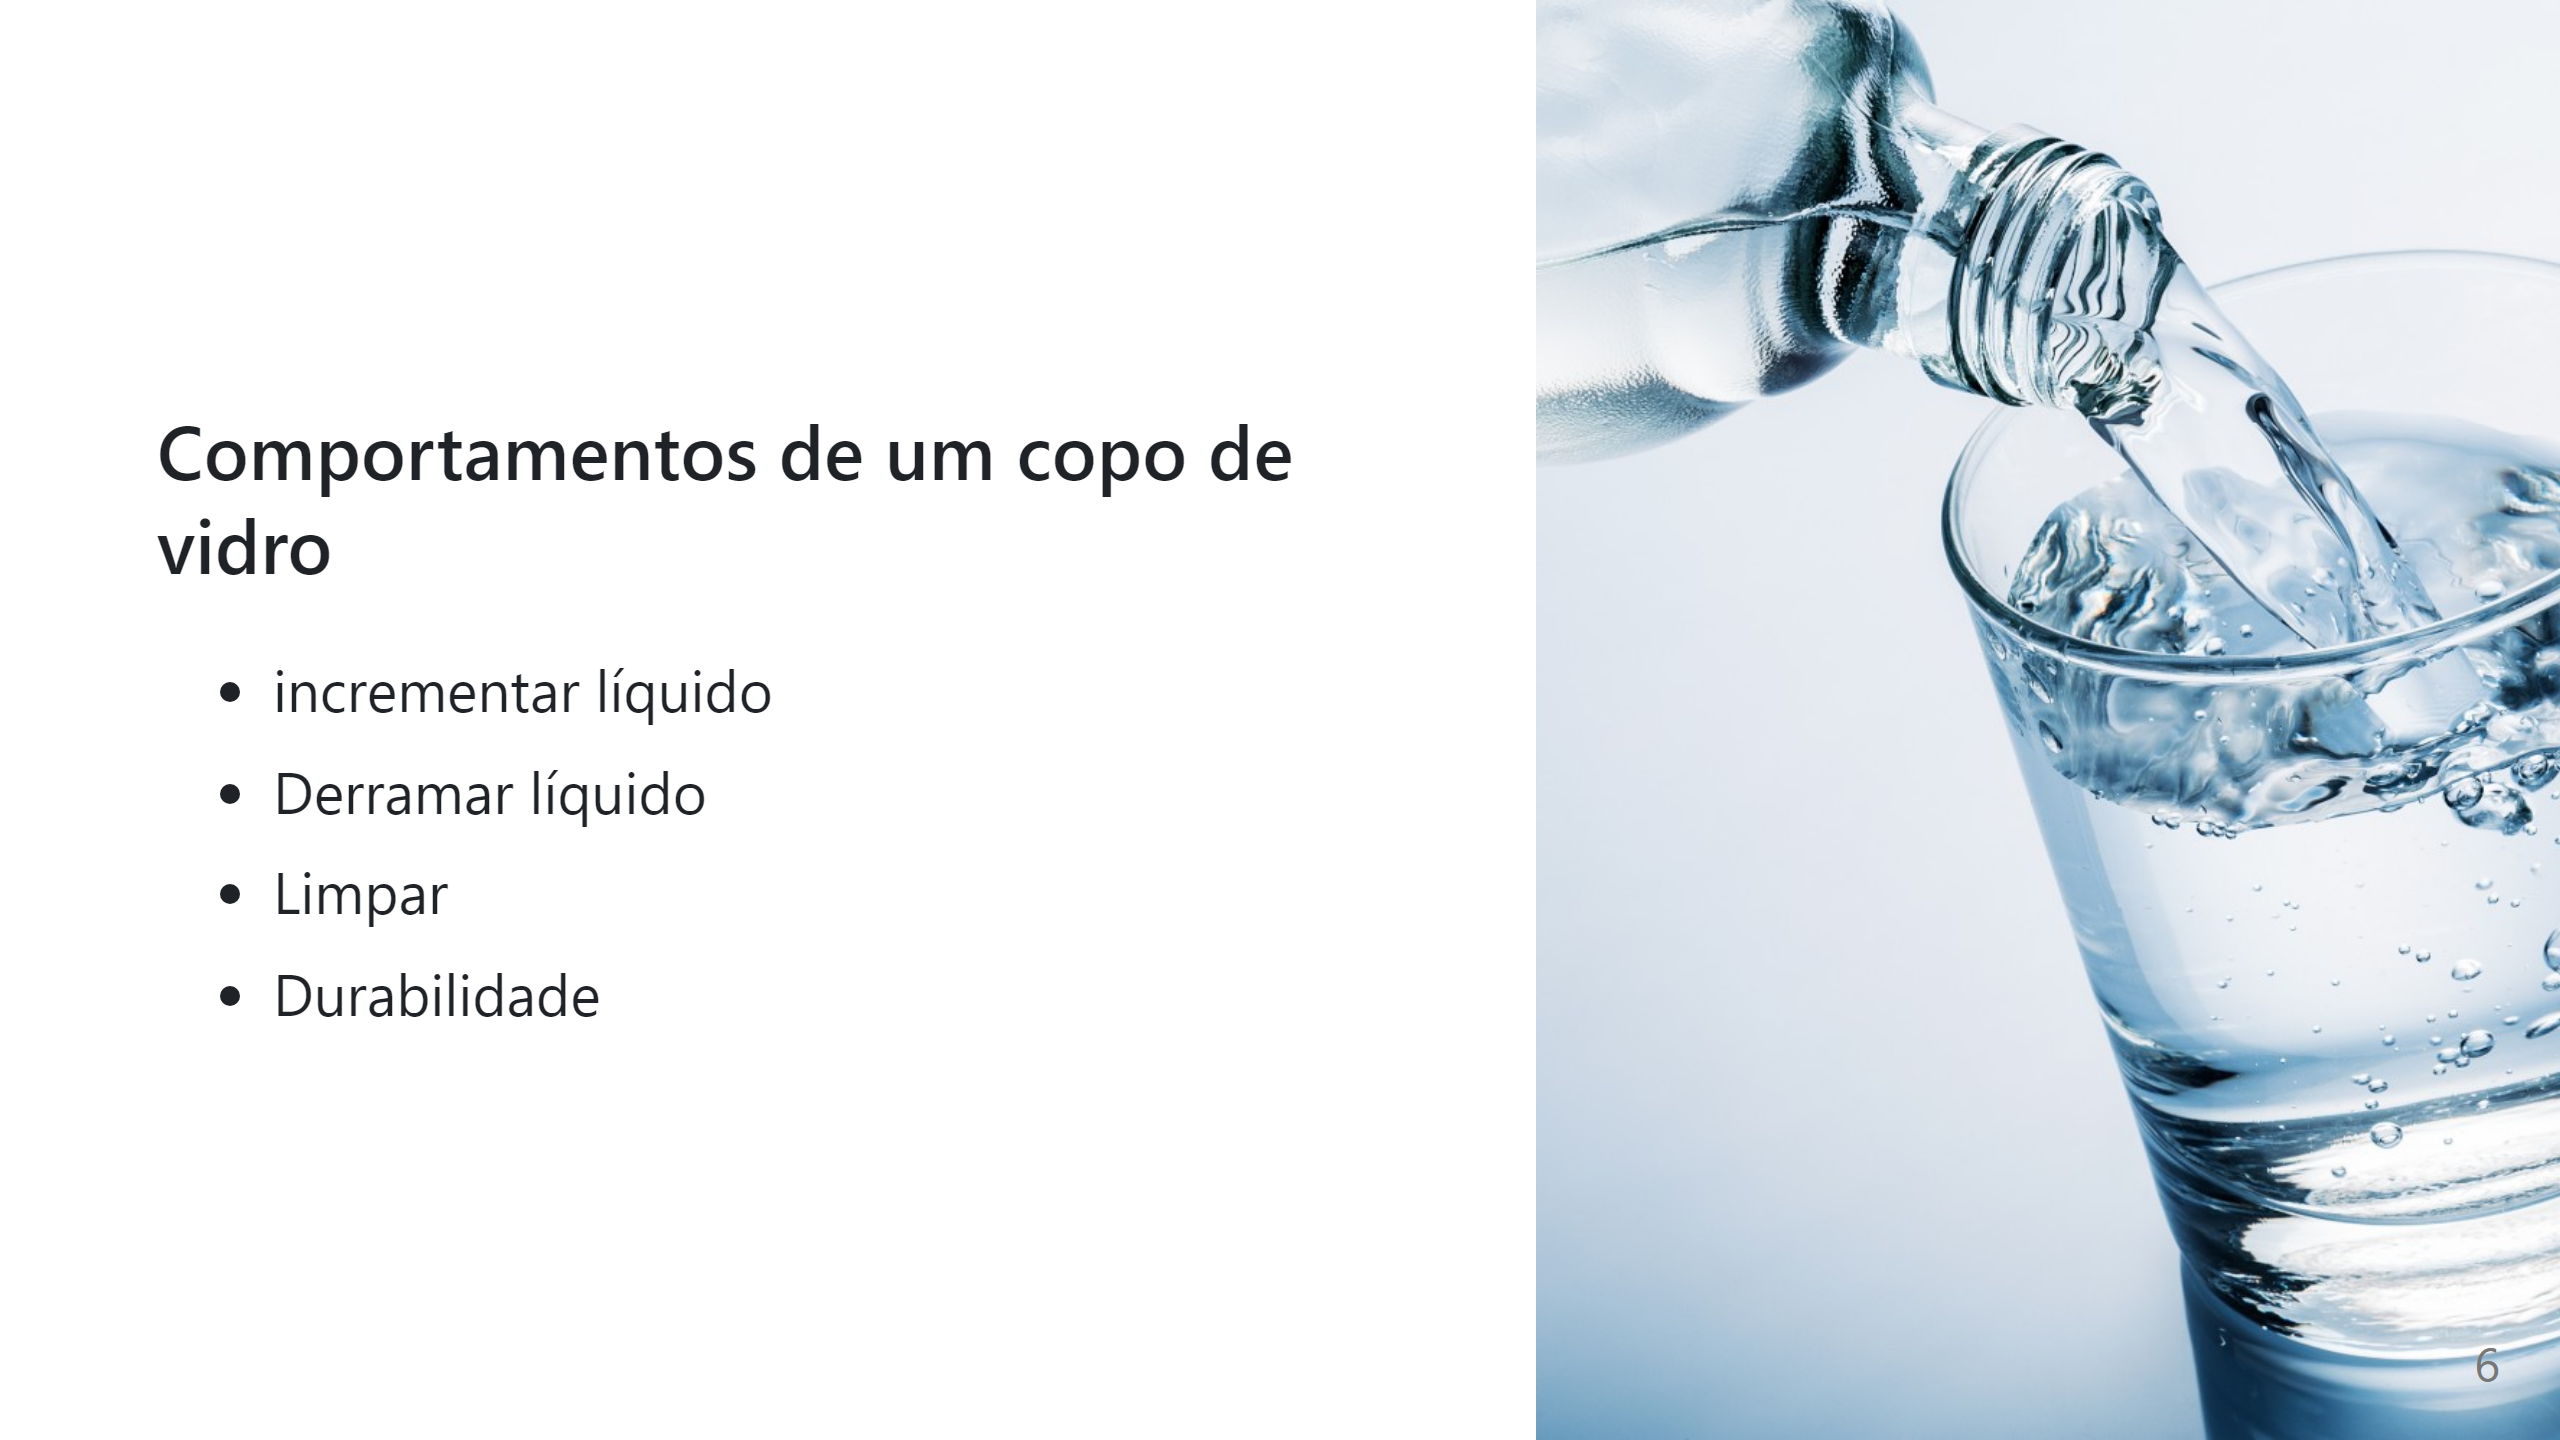 Comportamentos de um copo de
vidro
incrementar líquido
Derramar líquido
Limpar
Durabilidade
6